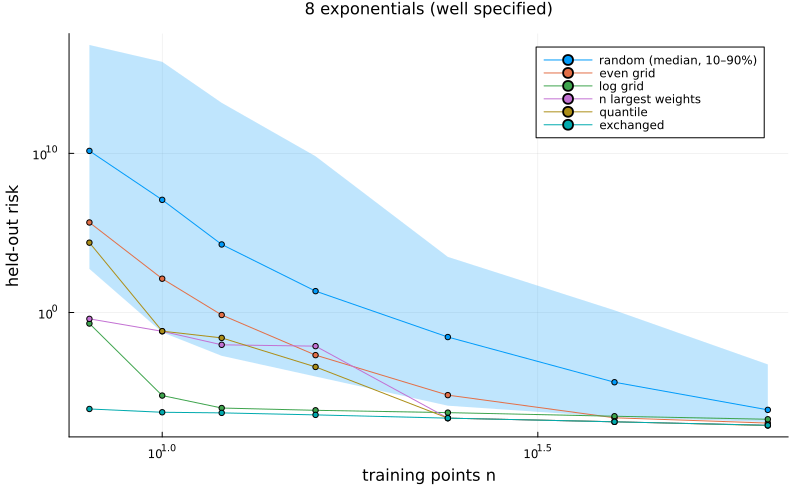 8 exponentials (well specified)
random (median, 10–90%)
even grid
log grid
n largest weights
quantile
exchanged
held-out risk
10^10
10^0
10^1.0
10^1.5
training points n